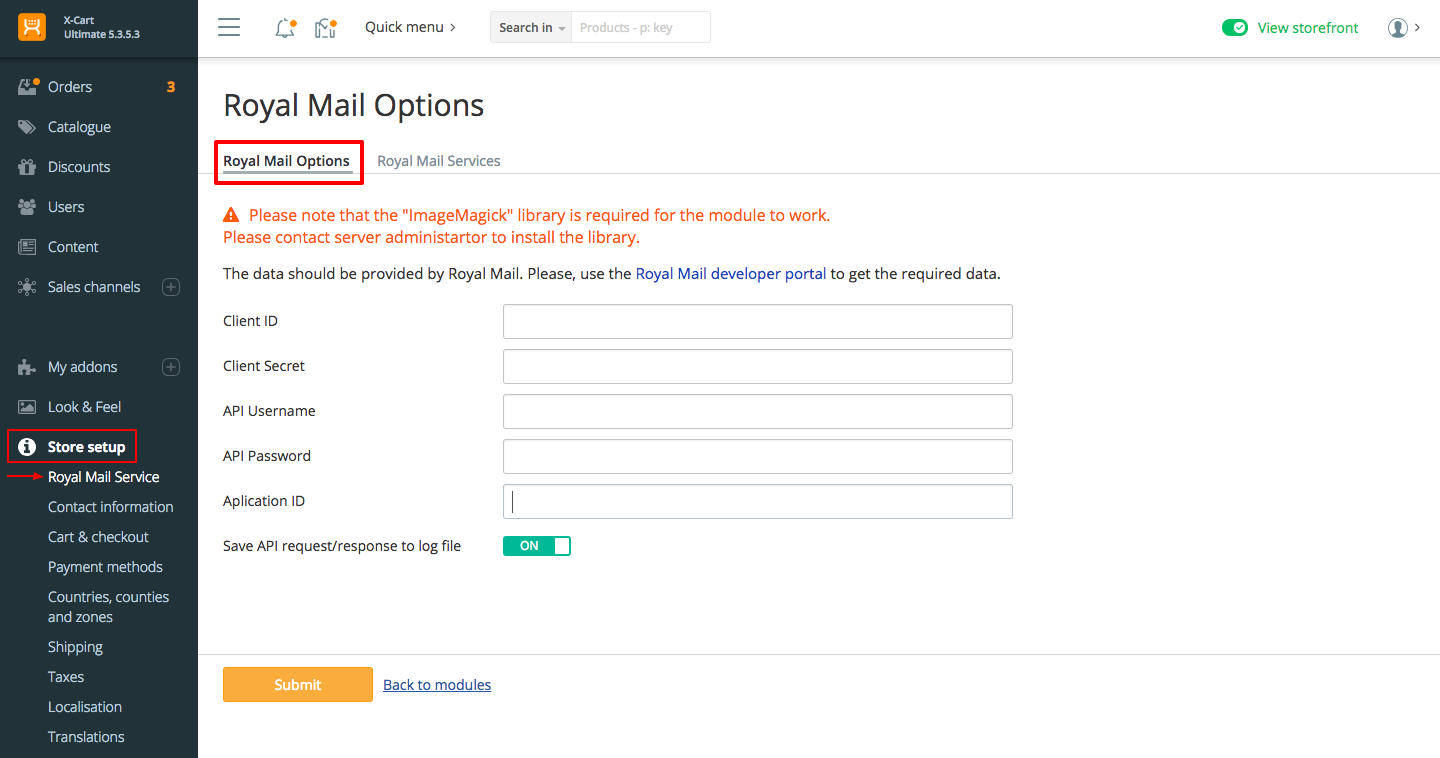 X-Cart
Ultimate 5.3.5.3
Quick menu
Search in
Products - p: key
View storefront
Orders 3
Catalogue
Discounts
Users
Content
Sales channels
My addons
Look & Feel
Store setup
Royal Mail Service
Contact information
Cart & checkout
Payment methods
Countries, counties
and zones
Shipping
Taxes
Localisation
Translations
Royal Mail Options
Royal Mail Options Royal Mail Services
Please note that the "ImageMagick" library is required for the module to work.
Please contact server administartor to install the library.
The data should be provided by Royal Mail. Please, use the Royal Mail developer portal to get the required data.
Client ID
Client Secret
API Username
API Password
Aplication ID
Save API request/response to log file ON
Submit Back to modules